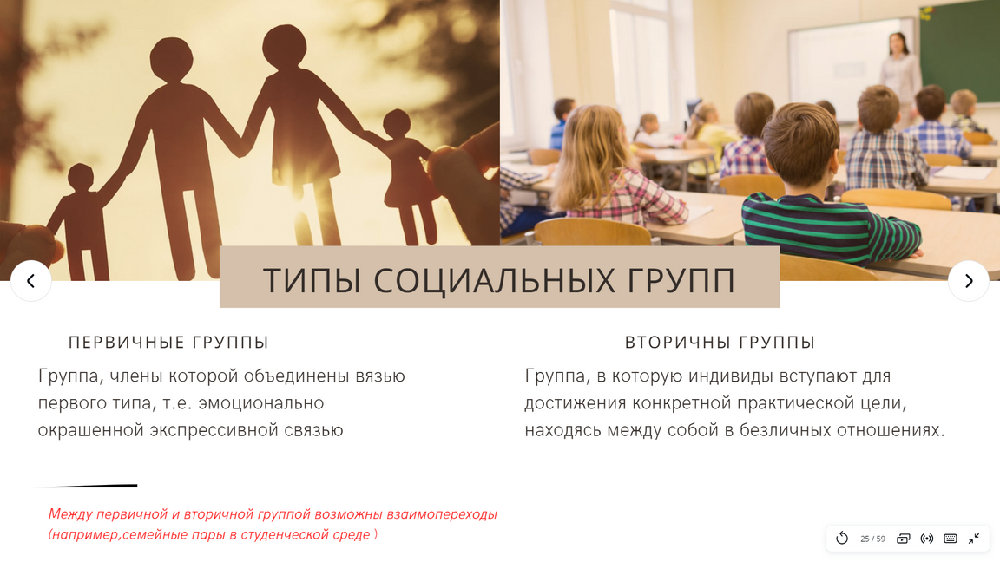 ТИПЫ СОЦИАЛЬНЫХ ГРУПП
ПЕРВИЧНЫЕ ГРУППЫ
Группа, члены которой объединены вязью
первого типа, т.е. эмоционально
окрашенной экспрессивной связью
ВТОРИЧНЫ ГРУППЫ
Группа, в которую индивиды вступают для
достижения конкретной практической цели,
находясь между собой в безличных отношениях.
Между первичной и вторичной группой возможны взаимопереходы
(например,семейные пары в студенческой среде )
25 / 59